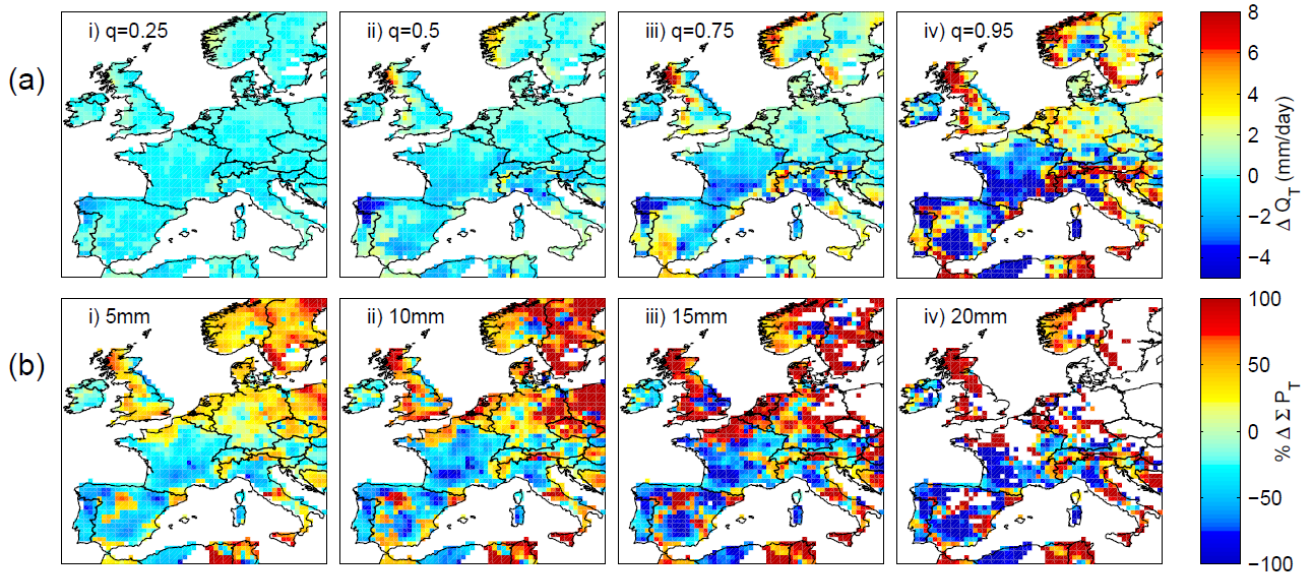 (a)
i) q=0.25
ii) q=0.5
iii) q=0.75
iv) q=0.95
8
6
4
2
0
−2
−4
Δ Q_T (mm/day)
(b)
i) 5mm
ii) 10mm
iii) 15mm
iv) 20mm
100
50
0
−50
−100
% Δ Σ P_T